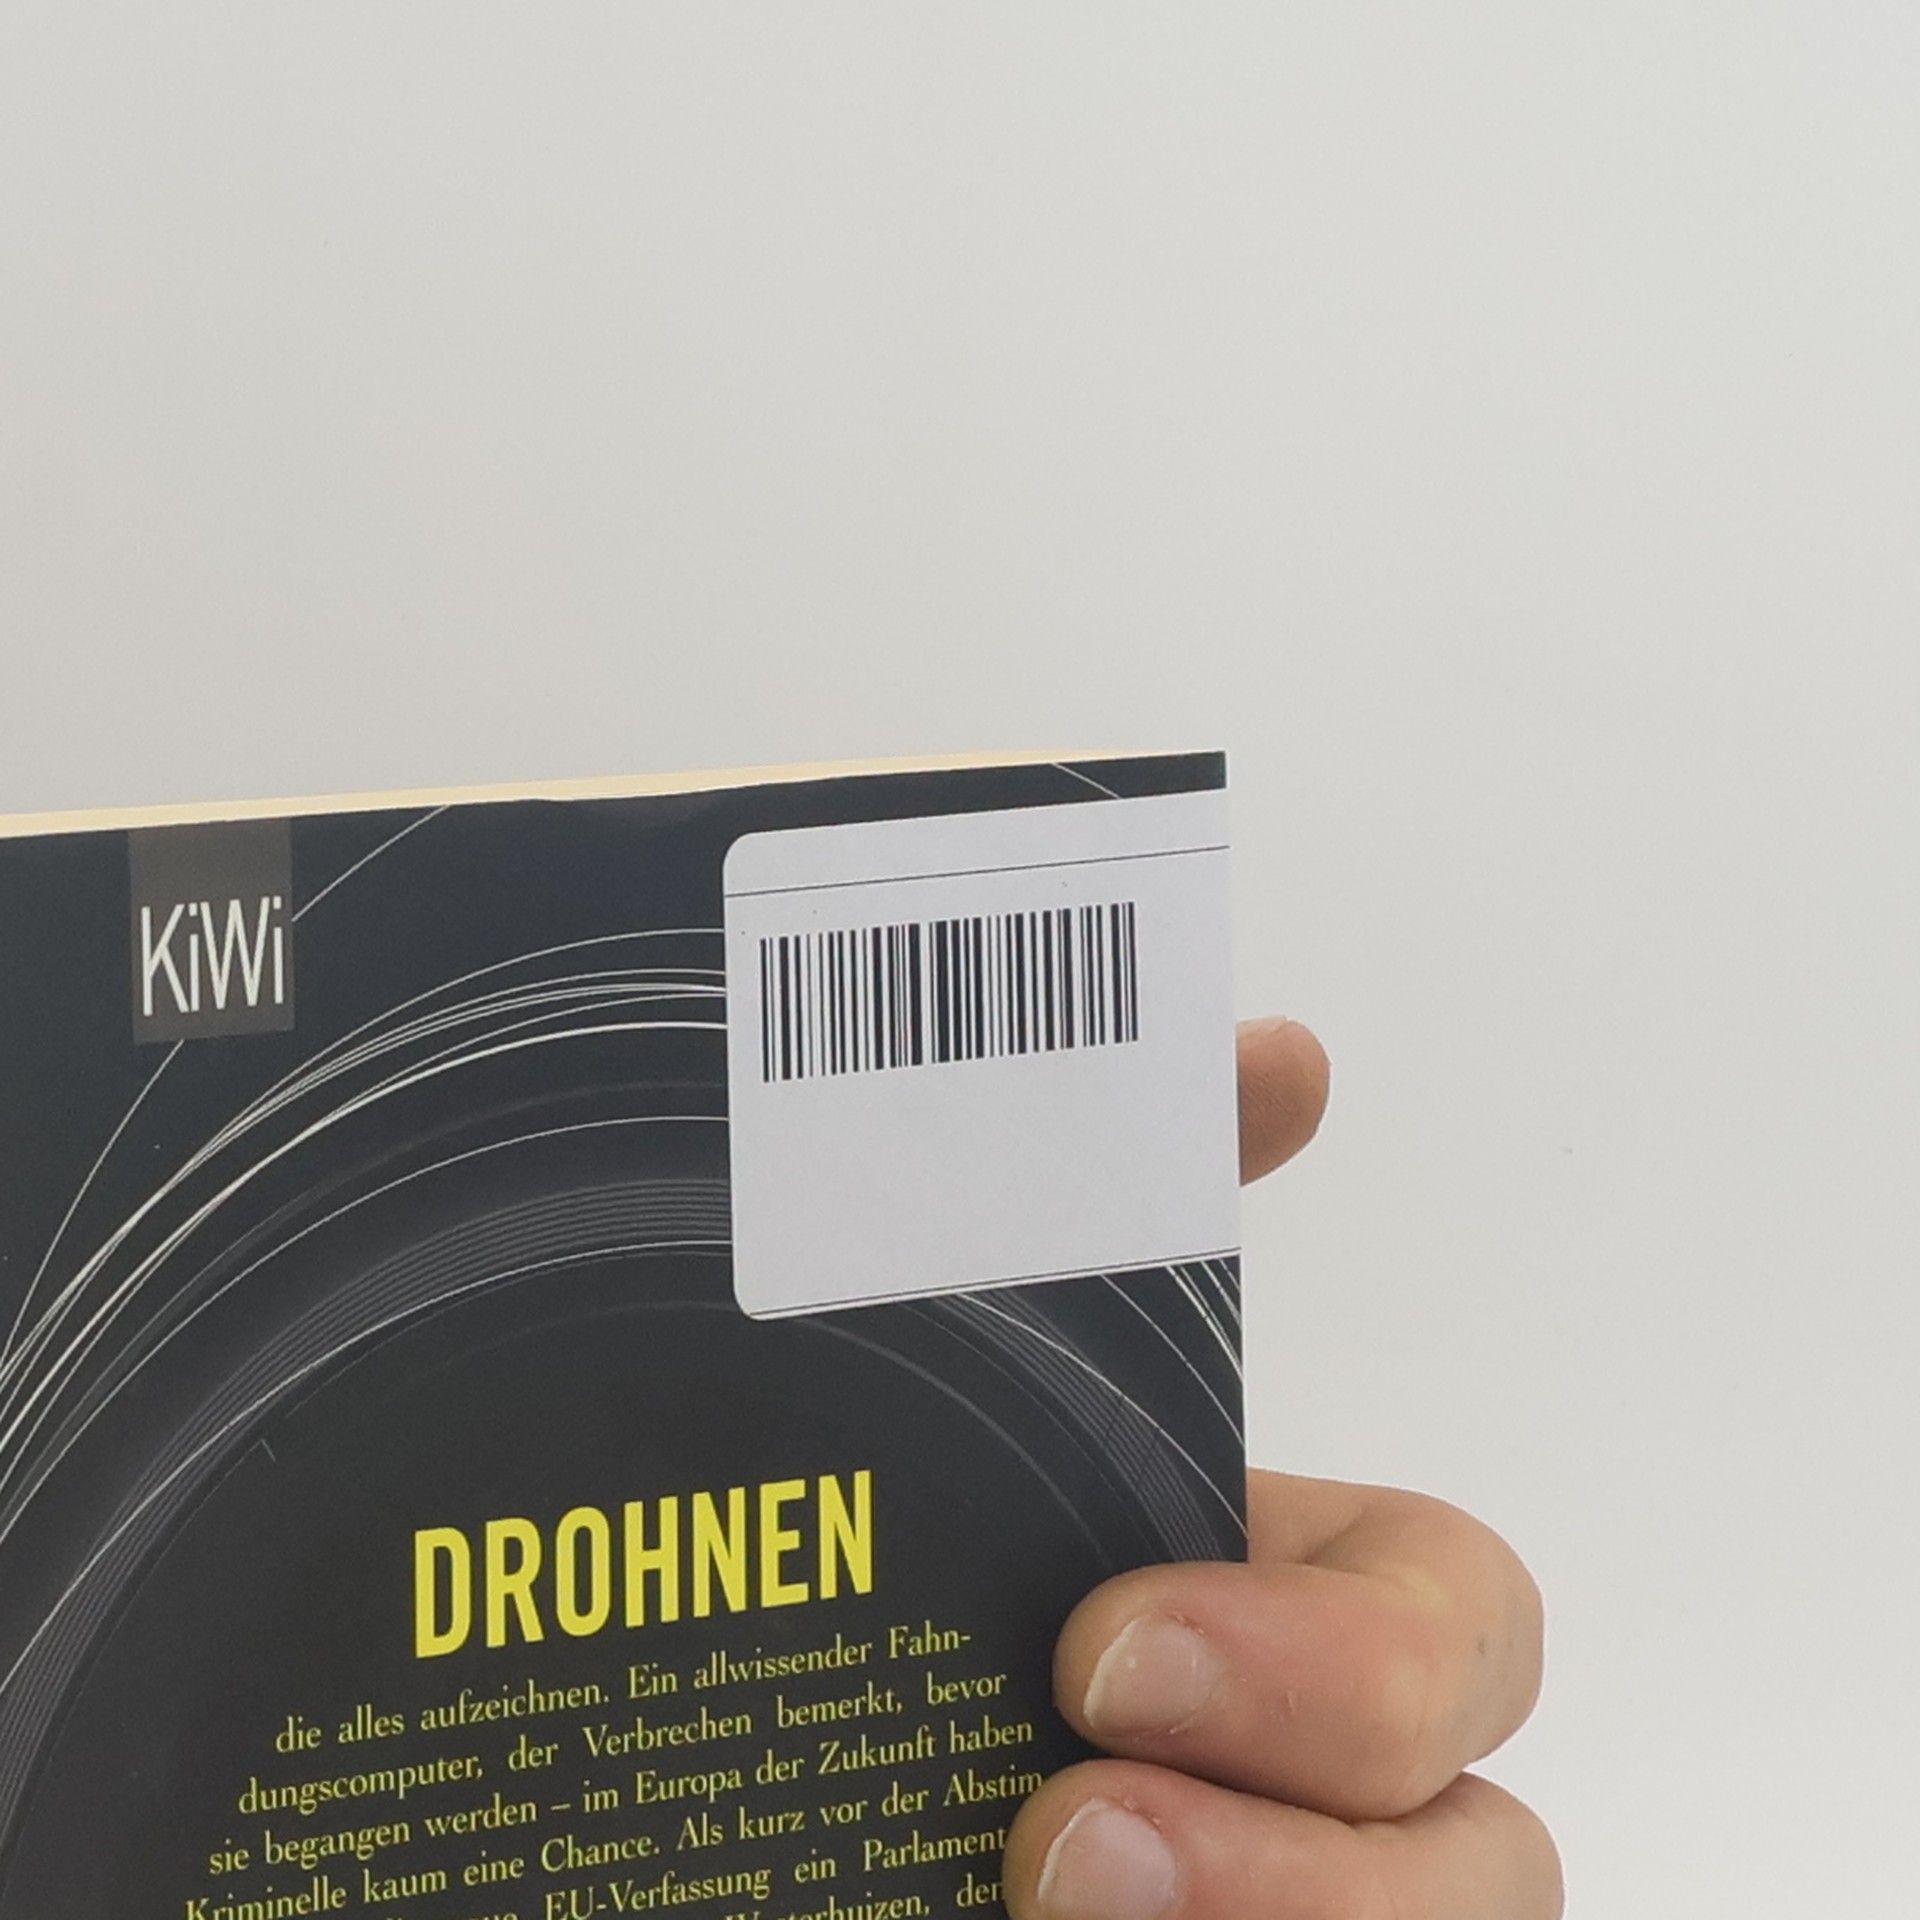 KiWi
DROHNEN
die alles aufzeichnen. Ein allwissender Fahn-
dungscomputer, der Verbrechen bemerkt, bevor
sie begangen werden – im Europa der Zukunft haben
Kriminelle kaum eine Chance. Als kurz vor der Abstim
EU-Verfassung ein Parlament